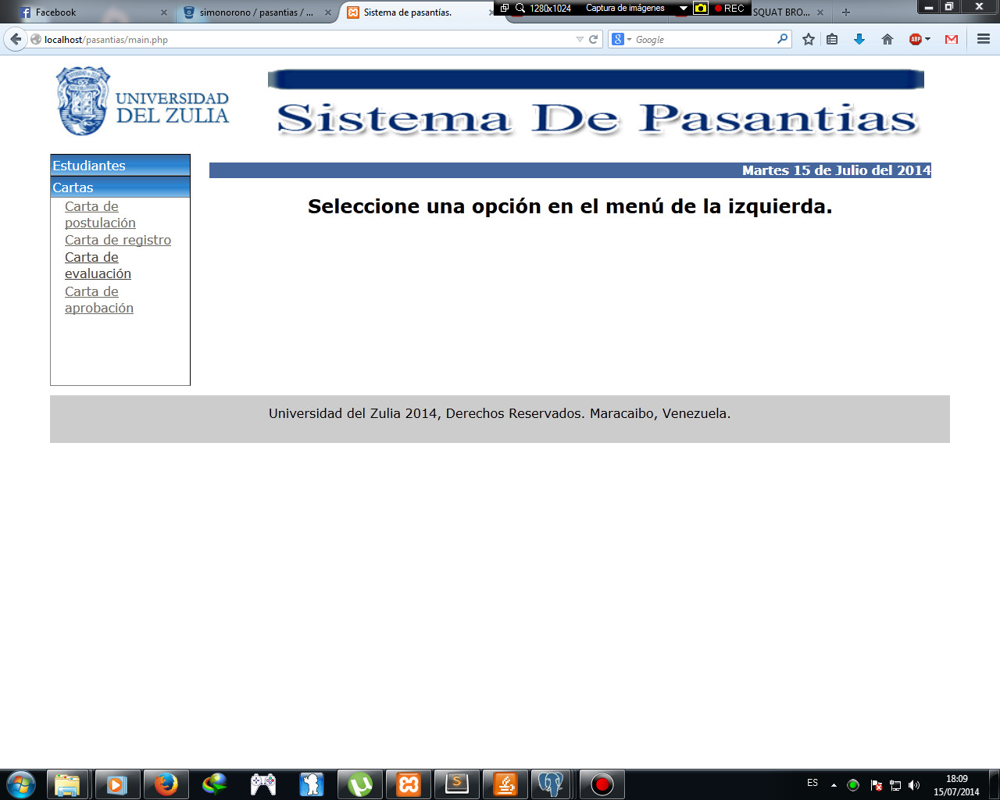 Facebook
simonorono / pasantias / ...
Sistema de pasantías.
1280x1024
Captura de imágenes
REC
SQUAT BRO...
localhost/pasantias/main.php
Google
ABP
UNIVERSIDAD
DEL ZULIA
Sistema De Pasantias
Martes 15 de Julio del 2014
Estudiantes
Cartas
Carta de
postulación
Carta de registro
Carta de
evaluación
Carta de
aprobación
Seleccione una opción en el menú de la izquierda.
Universidad del Zulia 2014, Derechos Reservados. Maracaibo, Venezuela.
ES
18:09
15/07/2014